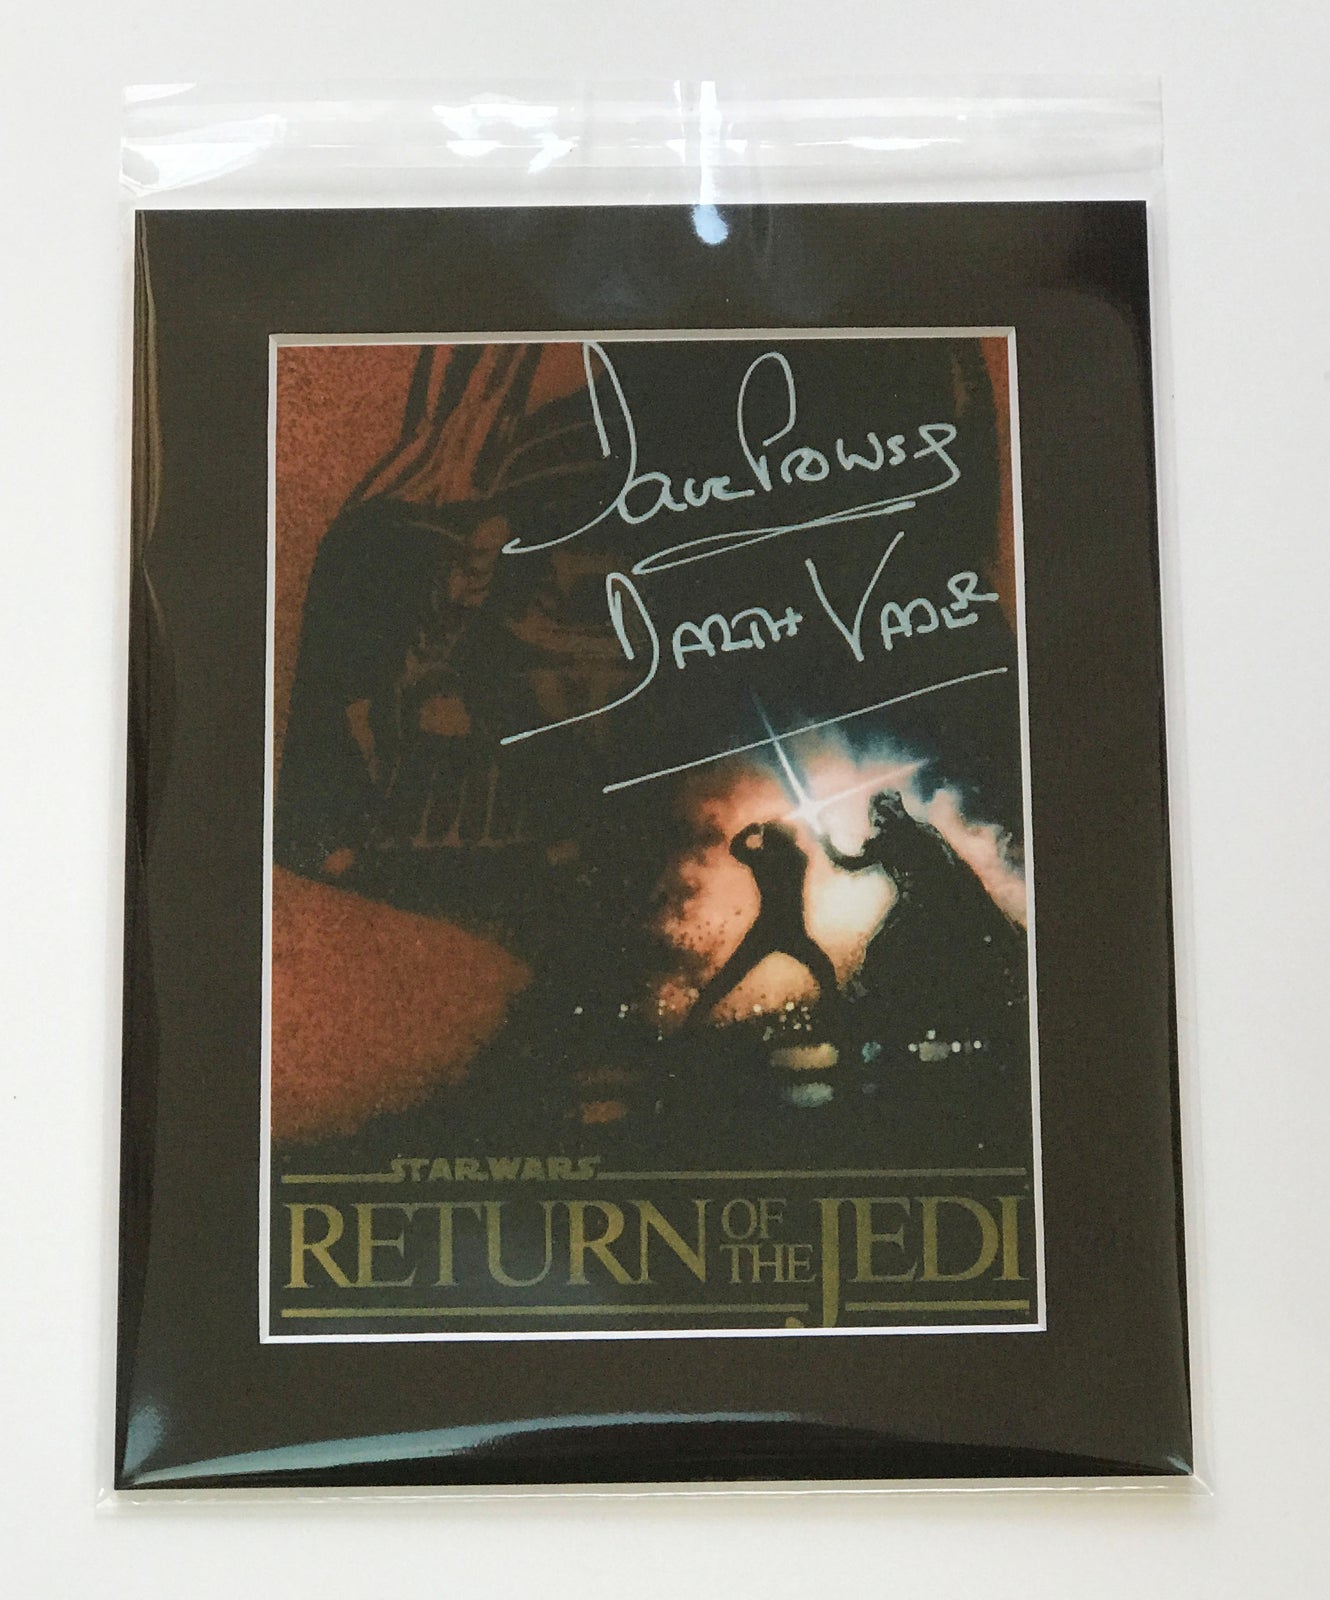 Dave Prowse
DARTH VADER
STAR WARS
RETURN OF THE JEDI